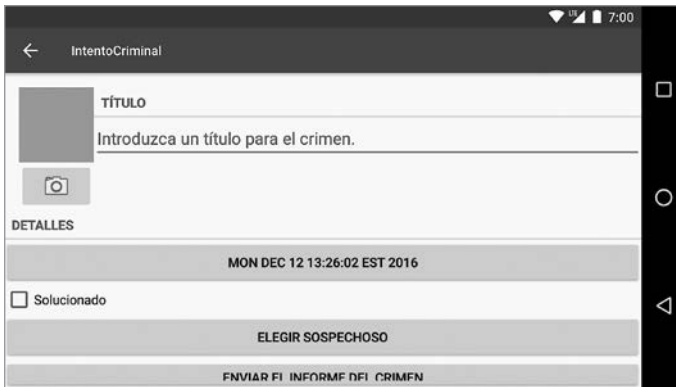 LTE 7:00
IntentoCriminal
TÍTULO
Introduzca un título para el crimen.
DETALLES
MON DEC 12 13:26:02 EST 2016
Solucionado
ELEGIR SOSPECHOSO
ENVIAR EL INFORME DEL CRIMEN